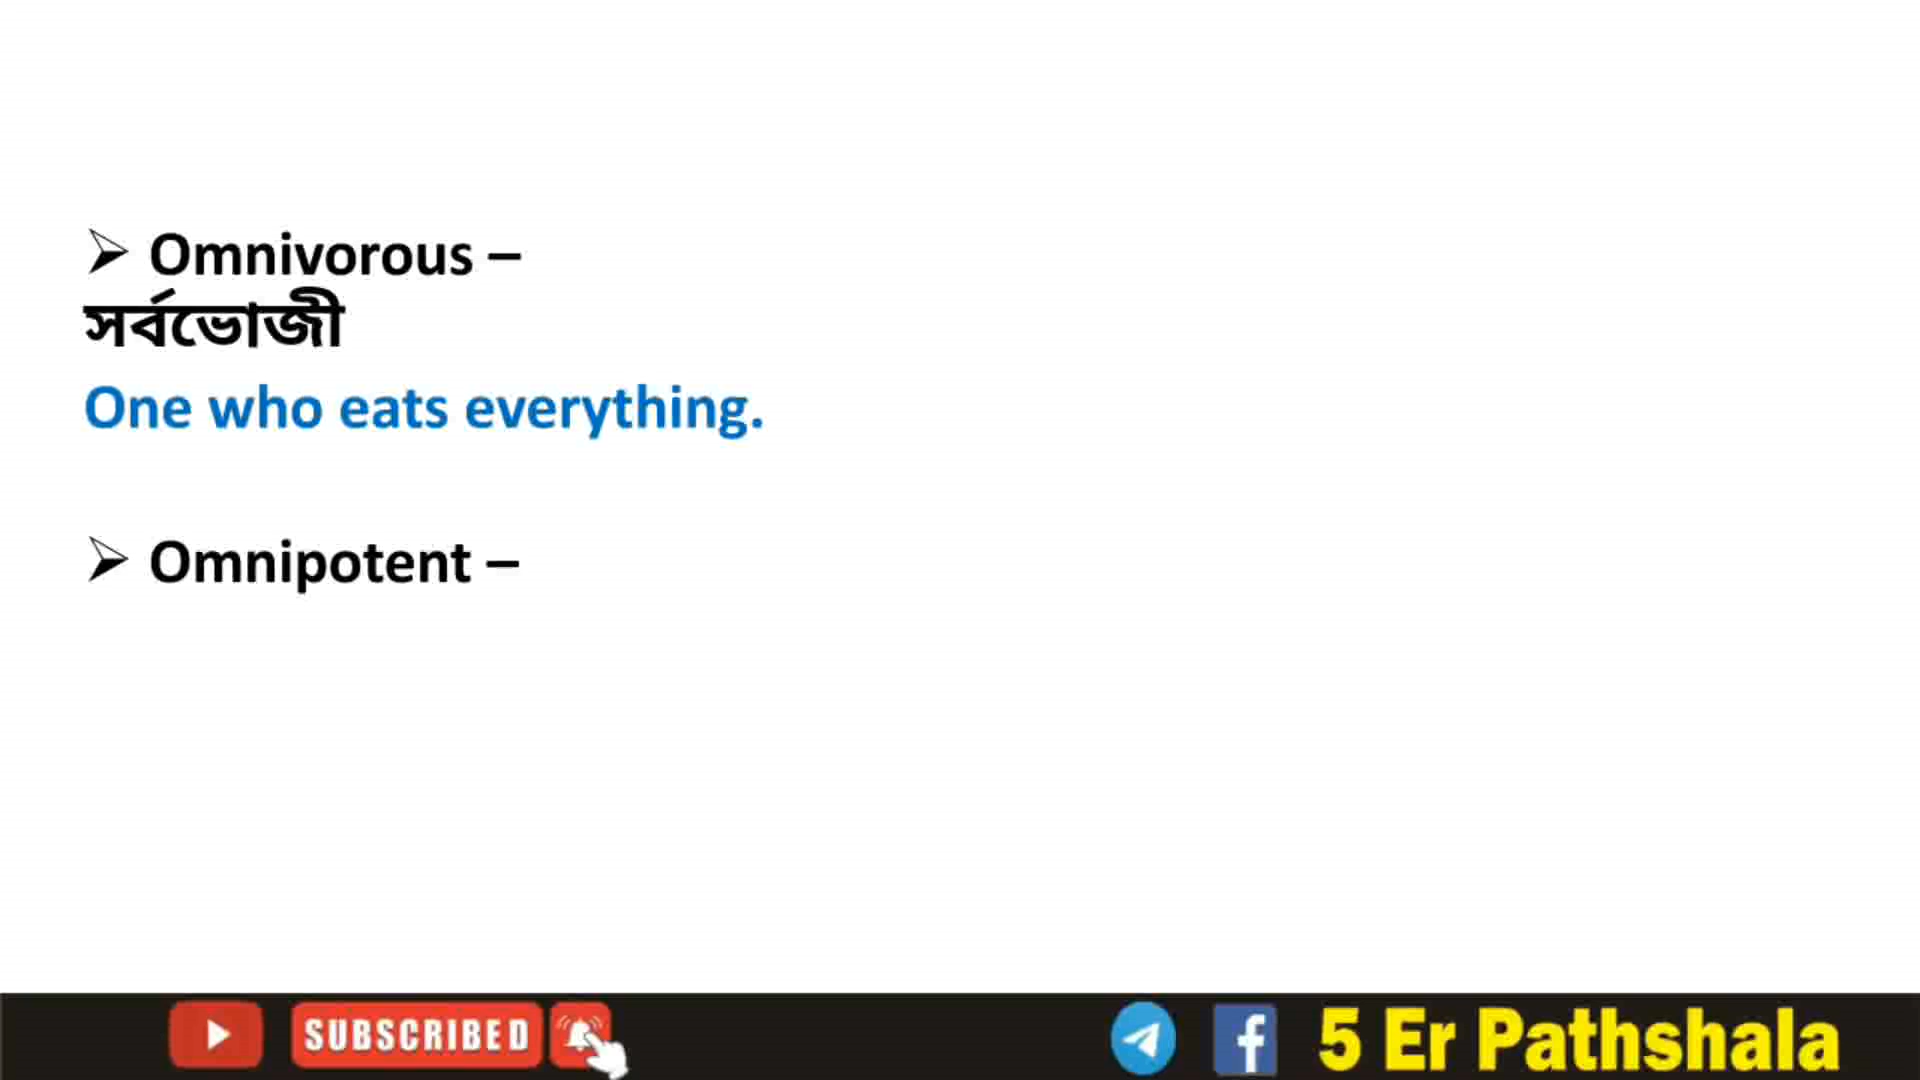 ➢ Omnivorous –
সর্বভোজী
One who eats everything.
➢ Omnipotent –
SUBSCRIBED
5 Er Pathshala